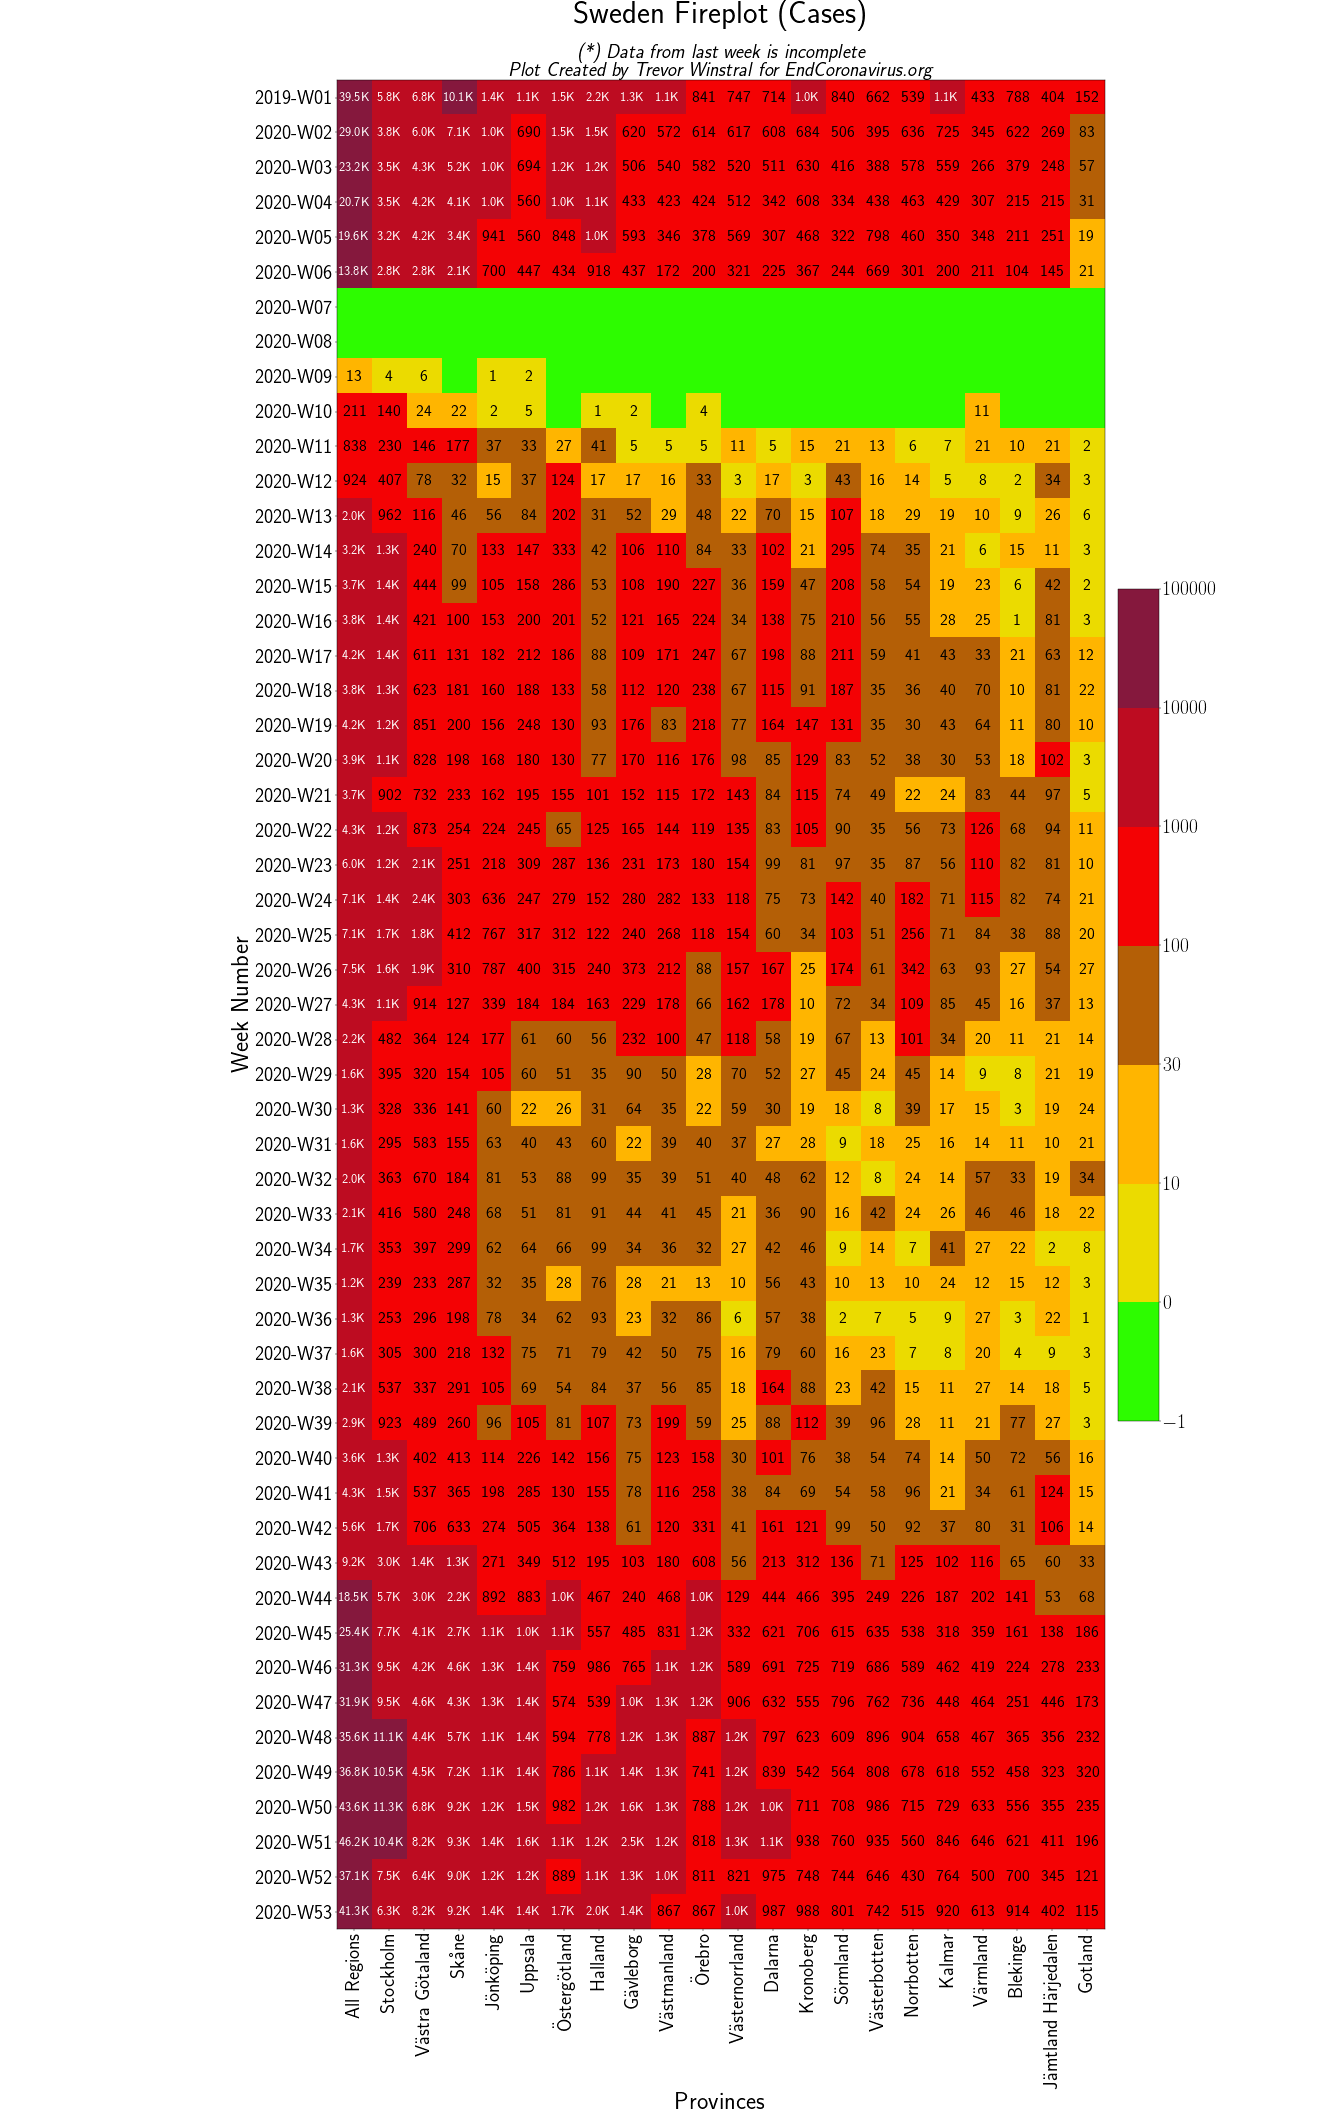 Sweden Fireplot (Cases)
(*) Data from last week is incomplete
Plot Created by Trevor Winstral for EndCoronavirus.org
2019-W01 39.5K 5.8K 6.8K 10.1K 1.4K 1.1K 1.5K 2.2K 1.3K 1.1K 841 747 714 1.0K 840 662 539 1.1K 433 788 404 152
2020-W02 29.0K 3.8K 6.0K 7.1K 1.0K 690 1.5K 1.5K 620 572 614 617 608 684 506 395 636 725 345 622 269 83
2020-W03 23.2K 3.5K 4.3K 5.2K 1.0K 694 1.2K 1.2K 506 540 582 520 511 630 416 388 578 559 266 379 248 57
2020-W04 20.7K 3.5K 4.2K 4.1K 1.0K 560 1.0K 1.1K 433 423 424 512 342 608 334 438 463 429 307 215 215 31
2020-W05 19.6K 3.2K 4.2K 3.4K 941 560 848 1.0K 593 346 378 569 307 468 322 798 460 350 348 211 251 19
2020-W06 13.8K 2.8K 2.8K 2.1K 700 447 434 918 437 172 200 321 225 367 244 669 301 200 211 104 145 21
2020-W07
2020-W08
2020-W09 13 4 6 1 2
2020-W10 211 140 24 22 2 5 1 2 4 11
2020-W11 838 230 146 177 37 33 27 41 5 5 5 11 5 15 21 13 6 7 21 10 21 2
2020-W12 924 407 78 32 15 37 124 17 17 16 33 3 17 3 43 16 14 5 8 2 34 3
2020-W13 2.0K 962 116 46 56 84 202 31 52 29 48 22 70 15 107 18 29 19 10 9 26 6
2020-W14 3.2K 1.3K 240 70 133 147 333 42 106 110 84 33 102 21 295 74 35 21 6 15 11 3
2020-W15 3.7K 1.4K 444 99 105 158 286 53 108 190 227 36 159 47 208 58 54 19 23 6 42 2
2020-W16 3.8K 1.4K 421 100 153 200 201 52 121 165 224 34 138 75 210 56 55 28 25 1 81 3
2020-W17 4.2K 1.4K 611 131 182 212 186 88 109 171 247 67 198 88 211 59 41 43 33 21 63 12
2020-W18 3.8K 1.3K 623 181 160 188 133 58 112 120 238 67 115 91 187 35 36 40 70 10 81 22
2020-W19 4.2K 1.2K 851 200 156 248 130 93 176 83 218 77 164 147 131 35 30 43 64 11 80 10
2020-W20 3.9K 1.1K 828 198 168 180 130 77 170 116 176 98 85 129 83 52 38 30 53 18 102 3
2020-W21 3.7K 902 732 233 162 195 155 101 152 115 172 143 84 115 74 49 22 24 83 44 97 5
2020-W22 4.3K 1.2K 873 254 224 245 65 125 165 144 119 135 83 105 90 35 56 73 126 68 94 11
2020-W23 6.0K 1.2K 2.1K 251 218 309 287 136 231 173 180 154 99 81 97 35 87 56 110 82 81 10
2020-W24 7.1K 1.4K 2.4K 303 636 247 279 152 280 282 133 118 75 73 142 40 182 71 115 82 74 21
2020-W25 7.1K 1.7K 1.8K 412 767 317 312 122 240 268 118 154 60 34 103 51 256 71 84 38 88 20
2020-W26 7.5K 1.6K 1.9K 310 787 400 315 240 373 212 88 157 167 25 174 61 342 63 93 27 54 27
2020-W27 4.3K 1.1K 914 127 339 184 184 163 229 178 66 162 178 10 72 34 109 85 45 16 37 13
2020-W28 2.2K 482 364 124 177 61 60 56 232 100 47 118 58 19 67 13 101 34 20 11 21 14
2020-W29 1.6K 395 320 154 105 60 51 35 90 50 28 70 52 27 45 24 45 14 9 8 21 19
2020-W30 1.3K 328 336 141 60 22 26 31 64 35 22 59 30 19 18 8 39 17 15 3 19 24
2020-W31 1.6K 295 583 155 63 40 43 60 22 39 40 37 27 28 9 18 25 16 14 11 10 21
2020-W32 2.0K 363 670 184 81 53 88 99 35 39 51 40 48 62 12 8 24 14 57 33 19 34
2020-W33 2.1K 416 580 248 68 51 81 91 44 41 45 21 36 90 16 42 24 26 46 46 18 22
2020-W34 1.7K 353 397 299 62 64 66 99 34 36 32 27 42 46 9 14 7 41 27 22 2 8
2020-W35 1.2K 239 233 287 32 35 28 76 28 21 13 10 56 43 10 13 10 24 12 15 12 3
2020-W36 1.3K 253 296 198 78 34 62 93 23 32 86 6 57 38 2 7 5 9 27 3 22 1
2020-W37 1.6K 305 300 218 132 75 71 79 42 50 75 16 79 60 16 23 7 8 20 4 9 3
2020-W38 2.1K 537 337 291 105 69 54 84 37 56 85 18 164 88 23 42 15 11 27 14 18 5
2020-W39 2.9K 923 489 260 96 105 81 107 73 199 59 25 88 112 39 96 28 11 21 77 27 3
2020-W40 3.6K 1.3K 402 413 114 226 142 156 75 123 158 30 101 76 38 54 74 14 50 72 56 16
2020-W41 4.3K 1.5K 537 365 198 285 130 155 78 116 258 38 84 69 54 58 96 21 34 61 124 15
2020-W42 5.6K 1.7K 706 633 274 505 364 138 61 120 331 41 161 121 99 50 92 37 80 31 106 14
2020-W43 9.2K 3.0K 1.4K 1.3K 271 349 512 195 103 180 608 56 213 312 136 71 125 102 116 65 60 33
2020-W44 18.5K 5.7K 3.0K 2.2K 892 883 1.0K 467 240 468 1.0K 129 444 466 395 249 226 187 202 141 53 68
2020-W45 25.4K 7.7K 4.1K 2.7K 1.1K 1.0K 1.1K 557 485 831 1.2K 332 621 706 615 635 538 318 359 161 138 186
2020-W46 31.3K 9.5K 4.2K 4.6K 1.3K 1.4K 759 986 765 1.1K 1.2K 589 691 725 719 686 589 462 419 224 278 233
2020-W47 31.9K 9.5K 4.6K 4.3K 1.3K 1.4K 574 539 1.0K 1.3K 1.2K 906 632 555 796 762 736 448 464 251 446 173
2020-W48 35.6K 11.1K 4.4K 5.7K 1.1K 1.4K 594 778 1.2K 1.3K 887 1.2K 797 623 609 896 904 658 467 365 356 232
2020-W49 36.8K 10.5K 4.5K 7.2K 1.1K 1.4K 786 1.1K 1.4K 1.3K 741 1.2K 839 542 564 808 678 618 552 458 323 320
2020-W50 43.6K 11.3K 6.8K 9.2K 1.2K 1.5K 982 1.2K 1.6K 1.3K 788 1.2K 1.0K 711 708 986 715 729 633 556 355 235
2020-W51 46.2K 10.4K 8.2K 9.3K 1.4K 1.6K 1.1K 1.2K 2.5K 1.2K 818 1.3K 1.1K 938 760 935 560 846 646 621 411 196
2020-W52 37.1K 7.5K 6.4K 9.0K 1.2K 1.2K 889 1.1K 1.3K 1.0K 811 821 975 748 744 646 430 764 500 700 345 121
2020-W53 41.3K 6.3K 8.2K 9.2K 1.4K 1.4K 1.7K 2.0K 1.4K 867 867 1.0K 987 988 801 742 515 920 613 914 402 115
Week Number
All Regions
Stockholm
Västra Götaland
Skåne
Jönköping
Uppsala
Östergötland
Halland
Gävleborg
Västmanland
Örebro
Västernorrland
Dalarna
Kronoberg
Sörmland
Västerbotten
Norrbotten
Kalmar
Värmland
Blekinge
Jämtland Härjedalen
Gotland
Provinces
100000
10000
1000
100
30
10
0
−1